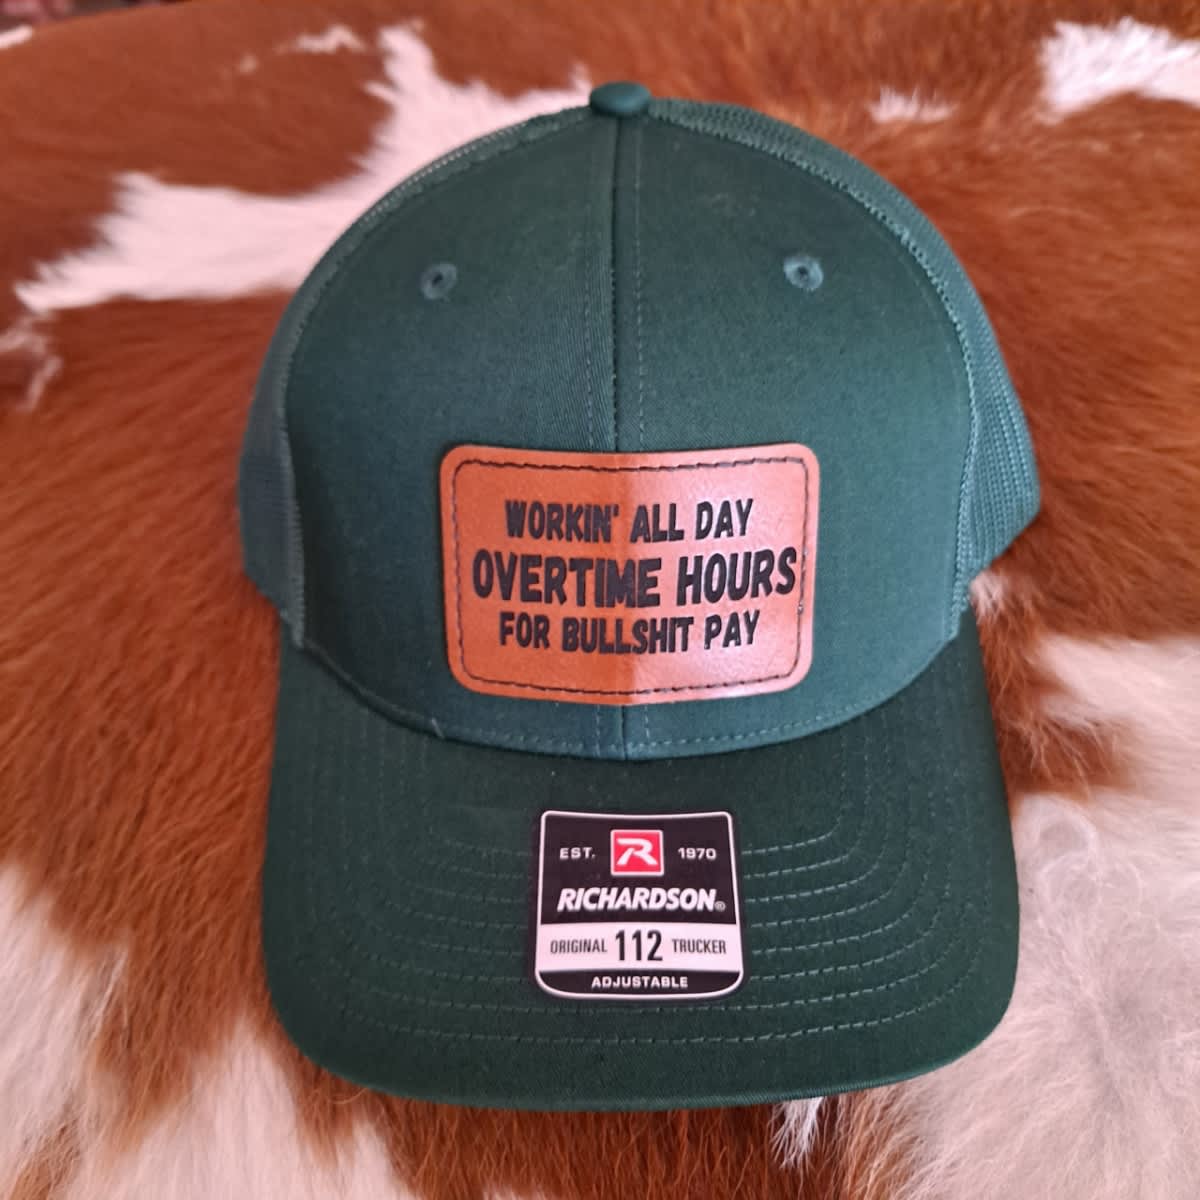 WORKIN' ALL DAY
OVERTIME HOURS
FOR BULLSHIT PAY
EST. R 1970
RICHARDSON®
ORIGINAL 112 TRUCKER
ADJUSTABLE